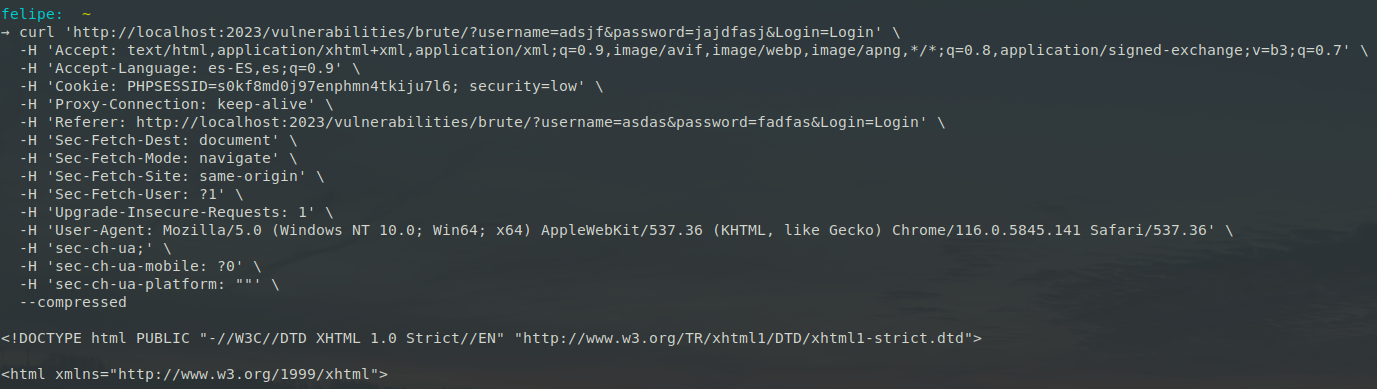 felipe: ~
→ curl 'http://localhost:2023/vulnerabilities/brute/?username=adsjf&password=jajdfasj&Login=Login' \
-H 'Accept: text/html,application/xhtml+xml,application/xml;q=0.9,image/avif,image/webp,image/apng,*/*;q=0.8,application/signed-exchange;v=b3;q=0.7' \
-H 'Accept-Language: es-ES,es;q=0.9' \
-H 'Cookie: PHPSESSID=s0kf8md0j97enphmn4tkiju7l6; security=low' \
-H 'Proxy-Connection: keep-alive' \
-H 'Referer: http://localhost:2023/vulnerabilities/brute/?username=asdas&password=fadfas&Login=Login' \
-H 'Sec-Fetch-Dest: document' \
-H 'Sec-Fetch-Mode: navigate' \
-H 'Sec-Fetch-Site: same-origin' \
-H 'Sec-Fetch-User: ?1' \
-H 'Upgrade-Insecure-Requests: 1' \
-H 'User-Agent: Mozilla/5.0 (Windows NT 10.0; Win64; x64) AppleWebKit/537.36 (KHTML, like Gecko) Chrome/116.0.5845.141 Safari/537.36' \
-H 'sec-ch-ua;' \
-H 'sec-ch-ua-mobile: ?0' \
-H 'sec-ch-ua-platform: ""' \
--compressed
<!DOCTYPE html PUBLIC "-//W3C//DTD XHTML 1.0 Strict//EN" "http://www.w3.org/TR/xhtml1/DTD/xhtml1-strict.dtd">
<html xmlns="http://www.w3.org/1999/xhtml">